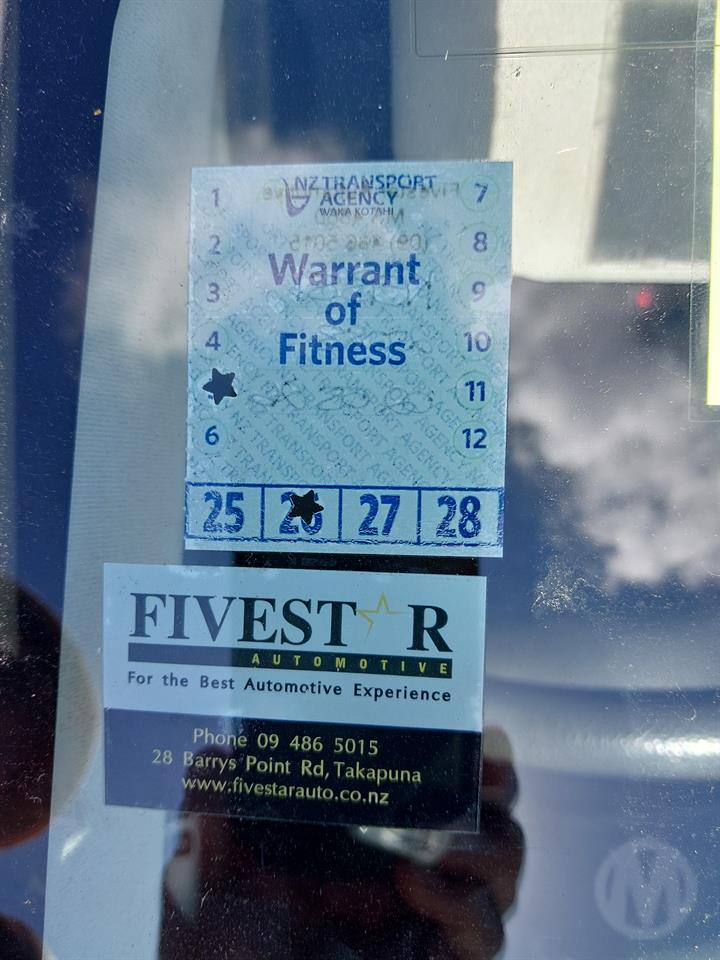 NZ TRANSPORT
AGENCY
WAKA KOTAHI
1
2
3
4
6
7
8
9
10
11
12
Warrant
of
Fitness
25 26 27 28
FIVESTAR
AUTOMOTIVE
For the Best Automotive Experience
Phone 09 486 5015
28 Barrys Point Rd, Takapuna
www.fivestarauto.co.nz
M